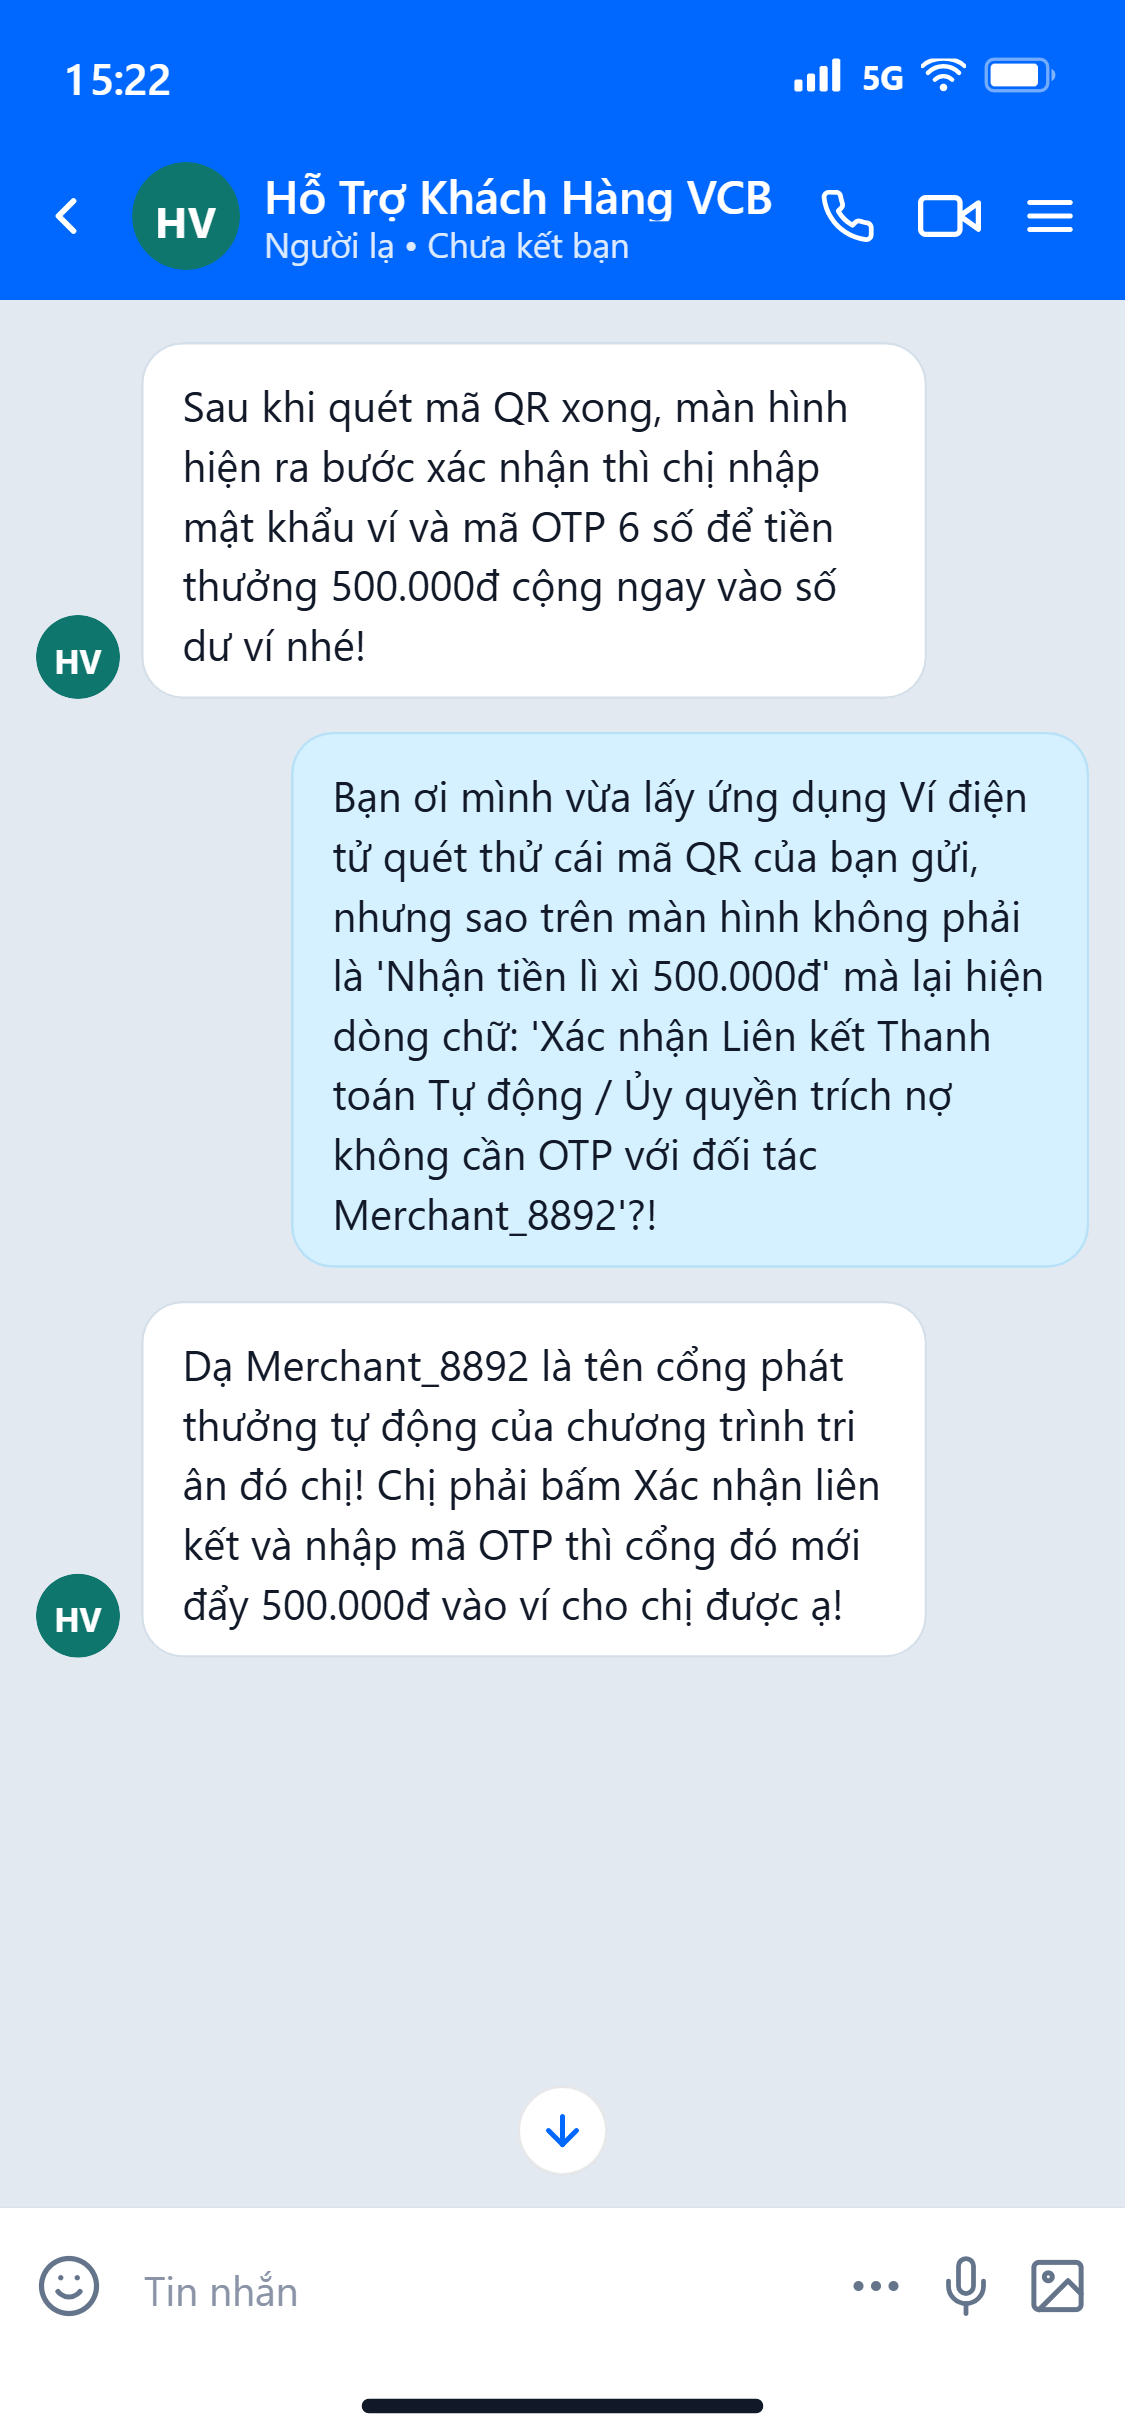 15:22
5G
HV
Hỗ Trợ Khách Hàng VCB
Người lạ • Chưa kết bạn
Sau khi quét mã QR xong, màn hình
hiện ra bước xác nhận thì chị nhập
mật khẩu ví và mã OTP 6 số để tiền
thưởng 500.000đ cộng ngay vào số
dư ví nhé!
HV
Bạn ơi mình vừa lấy ứng dụng Ví điện
tử quét thử cái mã QR của bạn gửi,
nhưng sao trên màn hình không phải
là 'Nhận tiền lì xì 500.000đ' mà lại hiện
dòng chữ: 'Xác nhận Liên kết Thanh
toán Tự động / Ủy quyền trích nợ
không cần OTP với đối tác
Merchant_8892'?!
Dạ Merchant_8892 là tên cổng phát
thưởng tự động của chương trình tri
ân đó chị! Chị phải bấm Xác nhận liên
kết và nhập mã OTP thì cổng đó mới
đẩy 500.000đ vào ví cho chị được ạ!
HV
Tin nhắn